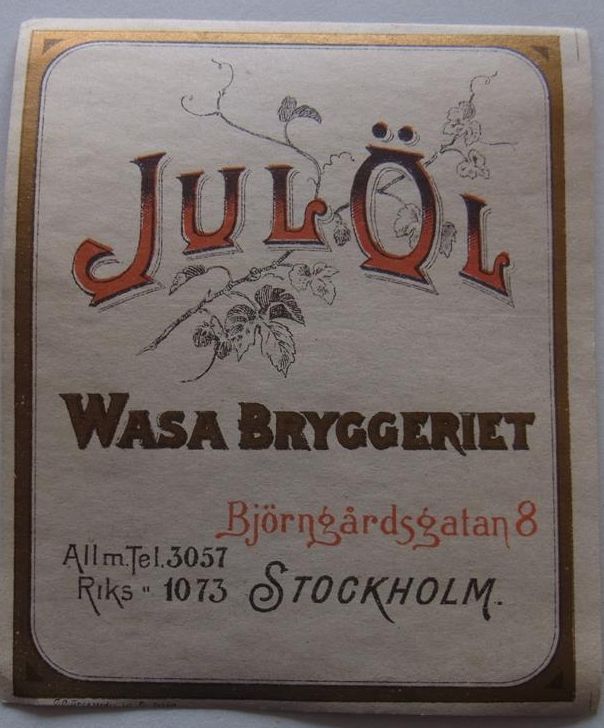 JULÖL
WASA BRYGGERIET
Björngårdsgatan 8
Allm. Tel. 3057
Riks " 1073 STOCKHOLM.